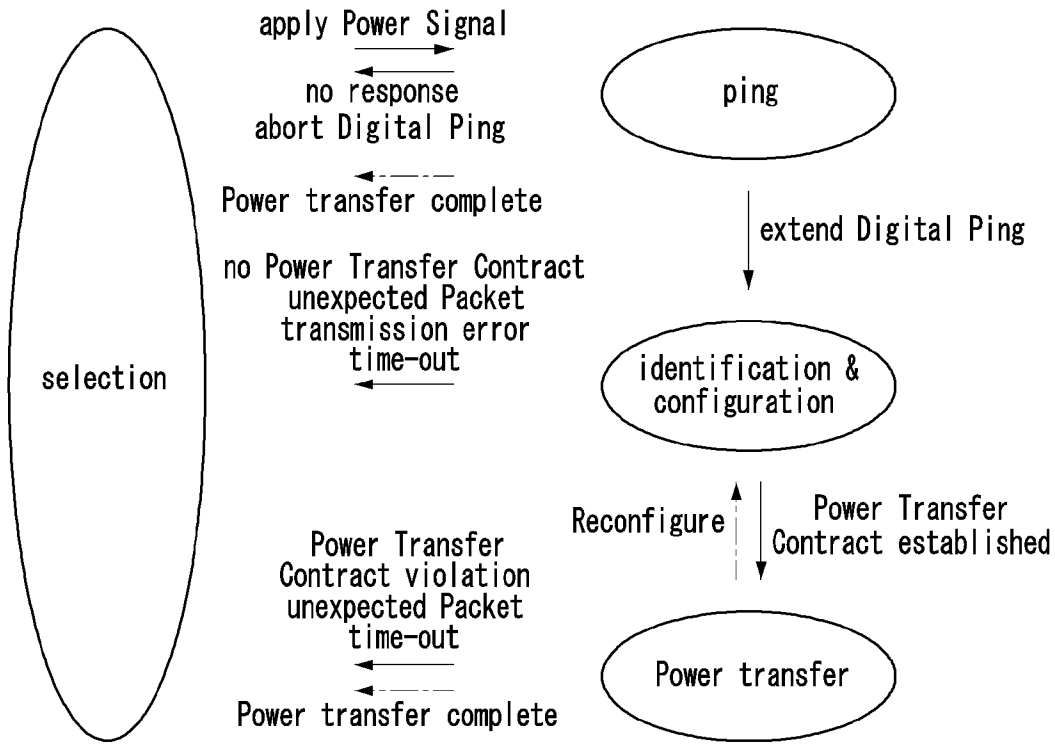 apply Power Signal
no response
abort Digital Ping
Power transfer complete
ping
extend Digital Ping
no Power Transfer Contract
unexpected Packet
transmission error
time-out
selection
identification &
configuration
Reconfigure
Power Transfer
Contract established
Power Transfer
Contract violation
unexpected Packet
time-out
Power transfer complete
Power transfer